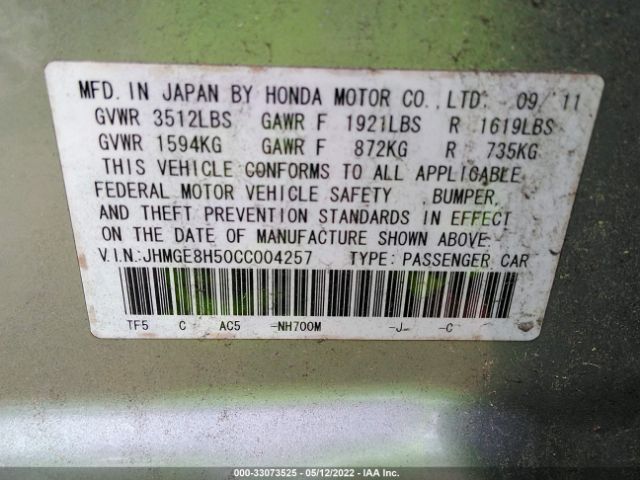 MFD. IN JAPAN BY HONDA MOTOR CO.,LTD. 09/11
GVWR 3512LBS GAWR F 1921LBS R 1619LBS
GVWR 1594KG GAWR F 872KG R 735KG
THIS VEHICLE CONFORMS TO ALL APPLICABLE
FEDERAL MOTOR VEHICLE SAFETY ,BUMPER,
AND THEFT PREVENTION STANDARDS IN EFFECT
ON THE DATE OF MANUFACTURE SHOWN ABOVE.
V.I.N.:JHMGE8H50CC004257 TYPE: PASSENGER CAR
TF5 C AC5 -NH700M -J- -C
000-33073525 - 05/12/2022 - IAA Inc.